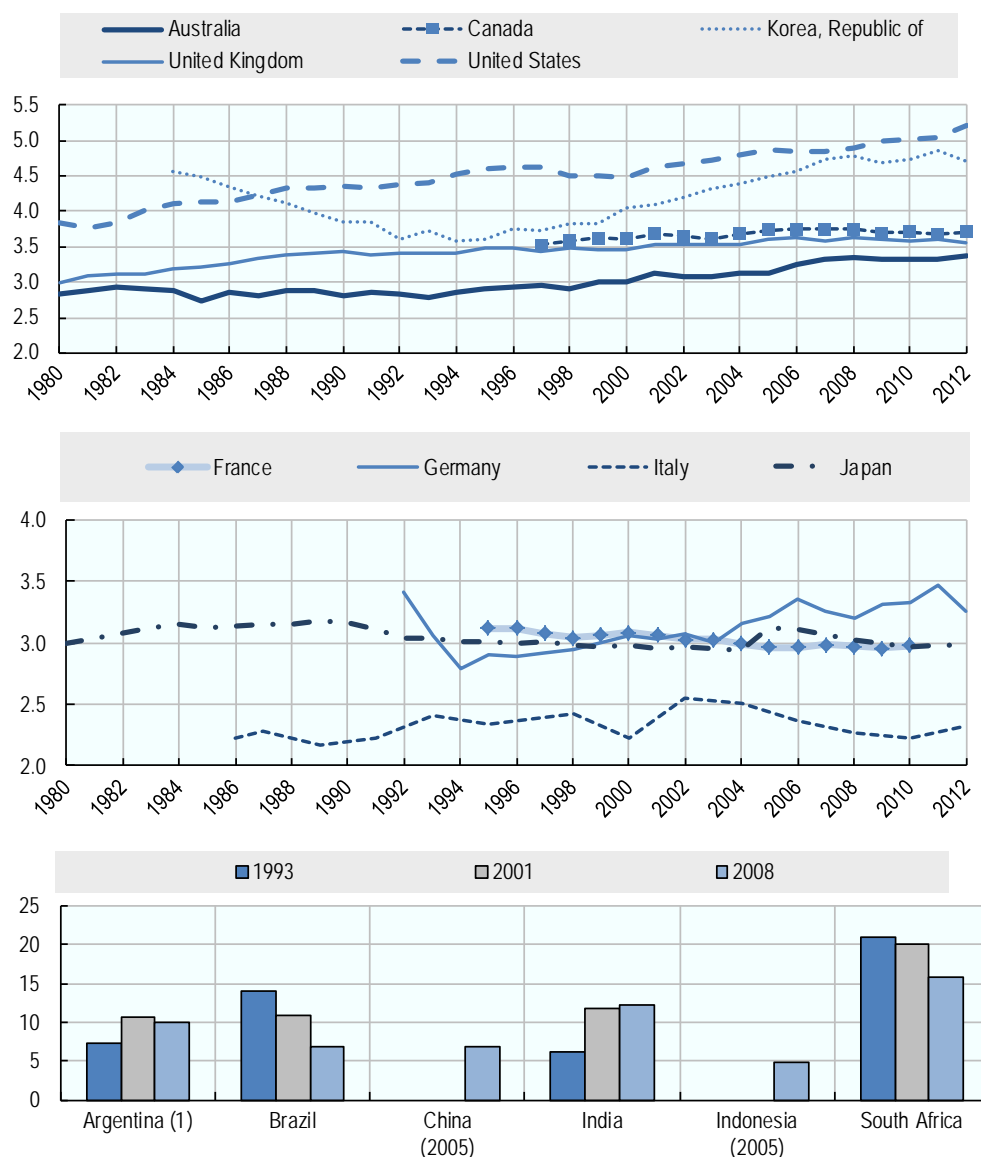 Australia Canada Korea, Republic of
United Kingdom United States
5.5
5.0
4.5
4.0
3.5
3.0
2.5
2.0
1980 1982 1984 1986 1988 1990 1992 1994 1996 1998 2000 2002 2004 2006 2008 2010 2012
France Germany Italy Japan
4.0
3.5
3.0
2.5
2.0
1980 1982 1984 1986 1988 1990 1992 1994 1996 1998 2000 2002 2004 2006 2008 2010 2012
1993 2001 2008
25
20
15
10
5
0
Argentina (1) Brazil China India Indonesia South Africa
(2005) (2005)